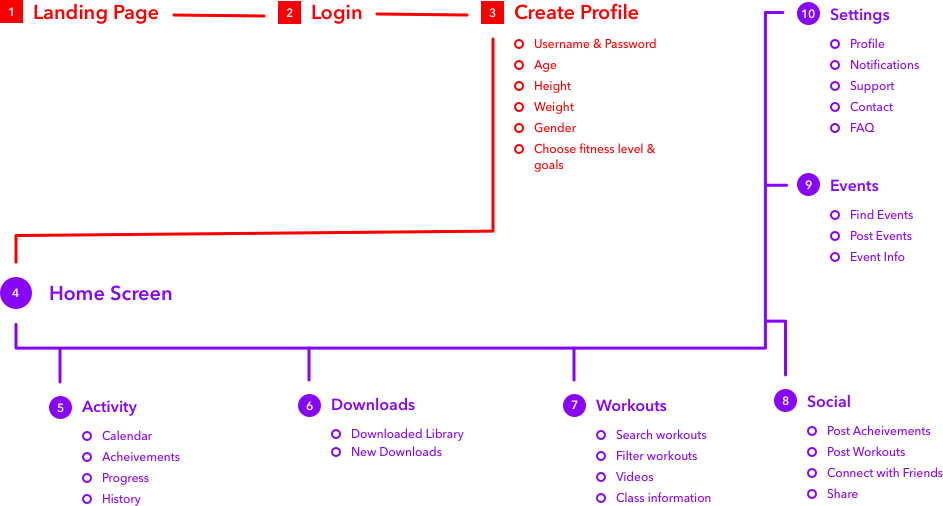 1 Landing Page
2 Login
3 Create Profile
Username & Password
Age
Height
Weight
Gender
Choose fitness level &
goals
10 Settings
Profile
Notifications
Support
Contact
FAQ
9 Events
Find Events
Post Events
Event Info
4 Home Screen
5 Activity
Calendar
Acheivements
Progress
History
6 Downloads
Downloaded Library
New Downloads
7 Workouts
Search workouts
Filter workouts
Videos
Class information
8 Social
Post Acheivements
Post Workouts
Connect with Friends
Share